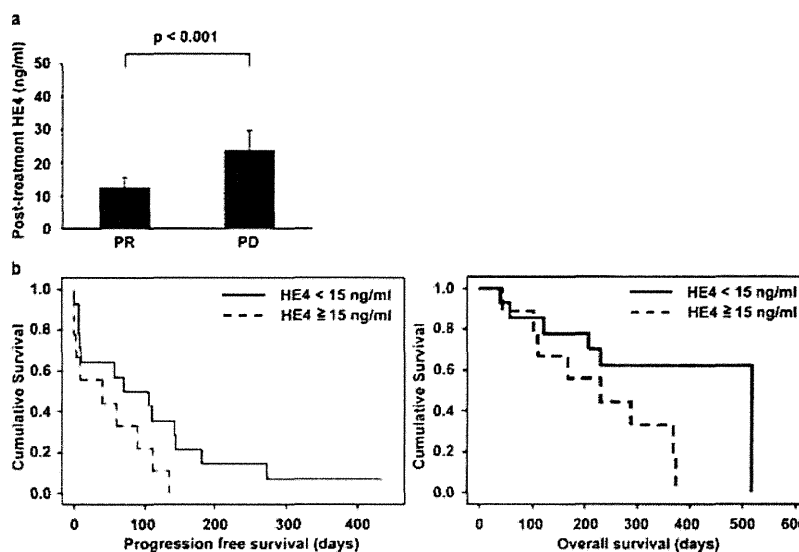 a
p < 0.001
Post-treatment HE4 (ng/ml)
50
40
30
20
10
0
PR
PD
b
Cumulative Survival
1.0
0.8
0.6
0.4
0.2
0.0
HE4 < 15 ng/ml
HE4 ≧ 15 ng/ml
0 100 200 300 400
Progression free survival (days)
Cumulative Survival
1.0
0.8
0.6
0.4
0.2
0.0
HE4 < 15 ng/ml
HE4 ≧ 15 ng/ml
0 100 200 300 400 500 600
Overall survival (days)